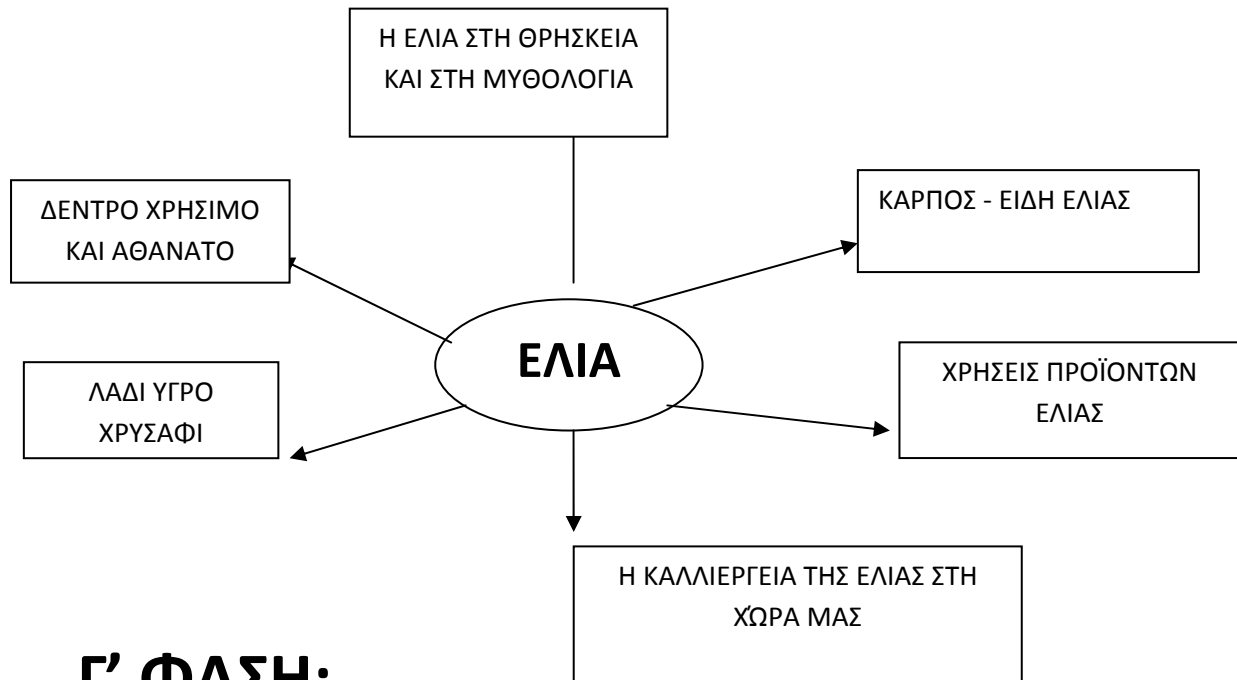 Η ΕΛΙΑ ΣΤΗ ΘΡΗΣΚΕΙΑ
ΚΑΙ ΣΤΗ ΜΥΘΟΛΟΓΙΑ
ΔΕΝΤΡΟ ΧΡΗΣΙΜΟ
ΚΑΙ ΑΘΑΝΑΤΟ
ΚΑΡΠΟΣ - ΕΙΔΗ ΕΛΙΑΣ
ΕΛΙΑ
ΛΑΔΙ ΥΓΡΟ
ΧΡΥΣΑΦΙ
ΧΡΗΣΕΙΣ ΠΡΟΪΟΝΤΩΝ
ΕΛΙΑΣ
Η ΚΑΛΛΙΕΡΓΕΙΑ ΤΗΣ ΕΛΙΑΣ ΣΤΗ
ΧΏΡΑ ΜΑΣ
Γ’ ΦΑΣΗ: